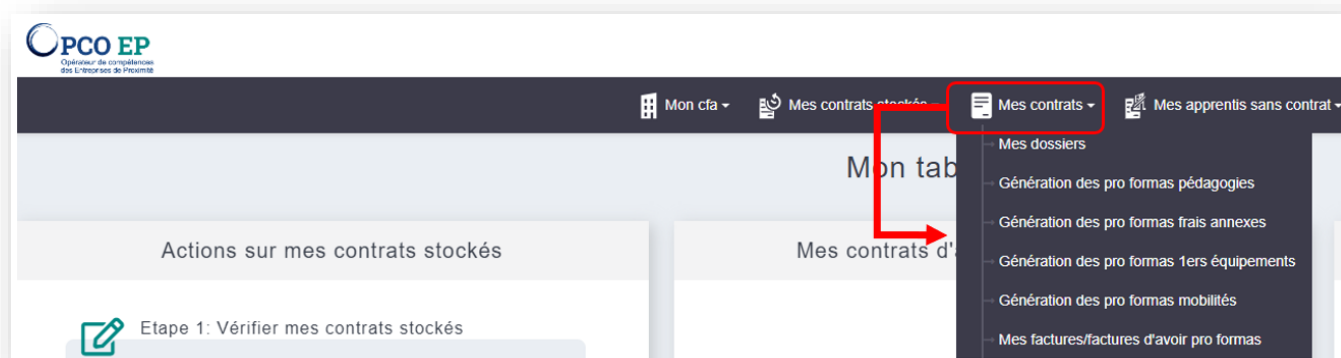 OPCO EP
Opérateur de compétences
des Entreprises de Proximité
Mon cfa
Mes contrats stockés
Mes contrats
Mes apprentis sans contrat
Mes dossiers
Génération des pro formas pédagogies
Génération des pro formas frais annexes
Génération des pro formas 1ers équipements
Génération des pro formas mobilités
Mes factures/factures d'avoir pro formas
Mon tab
Actions sur mes contrats stockés
Mes contrats d'
Etape 1: Vérifier mes contrats stockés